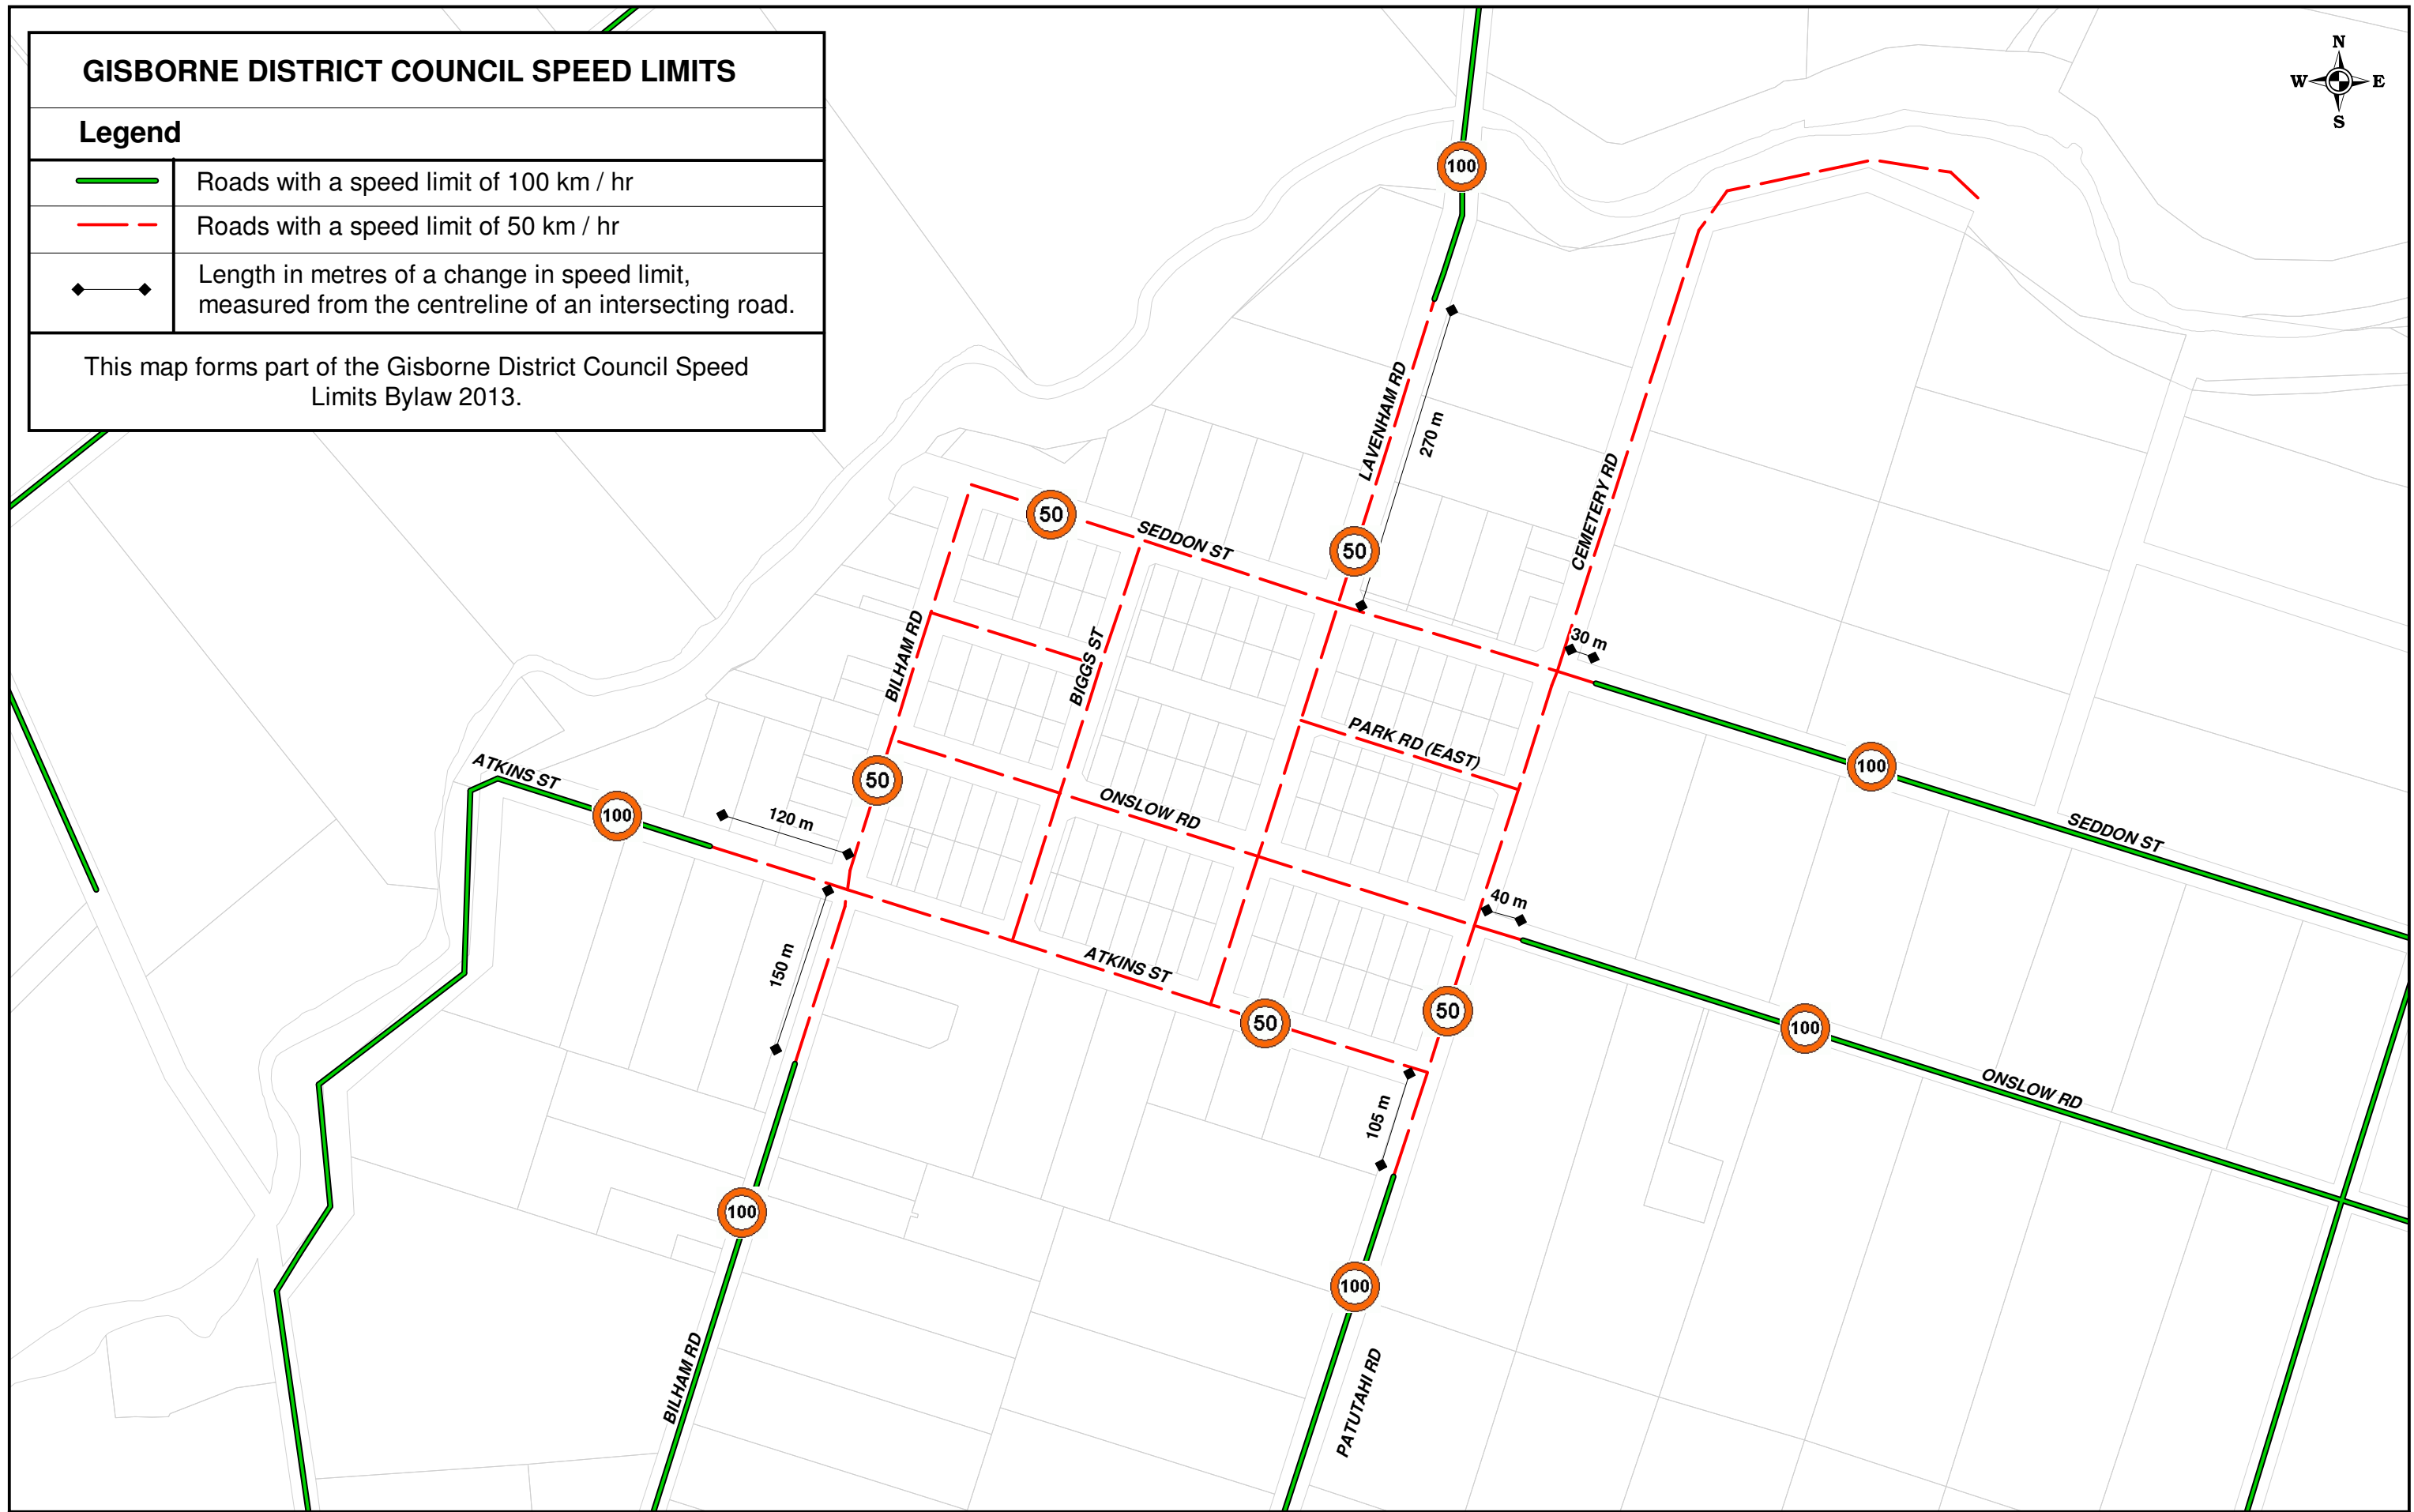 GISBORNE DISTRICT COUNCIL SPEED LIMITS
Legend
Roads with a speed limit of 100 km / hr
Roads with a speed limit of 50 km / hr
Length in metres of a change in speed limit,
measured from the centreline of an intersecting road.
This map forms part of the Gisborne District Council Speed
Limits Bylaw 2013.
N
W
E
S
100
LAVENHAM RD
270 m
CEMETERY RD
50
SEDDON ST
50
30 m
BILHAM RD
BIGGS ST
PARK RD (EAST)
ATKINS ST
50
100
100
120 m
ONSLOW RD
SEDDON ST
40 m
150 m
ATKINS ST
50
50
100
ONSLOW RD
105 m
100
100
BILHAM RD
PATUTAHI RD